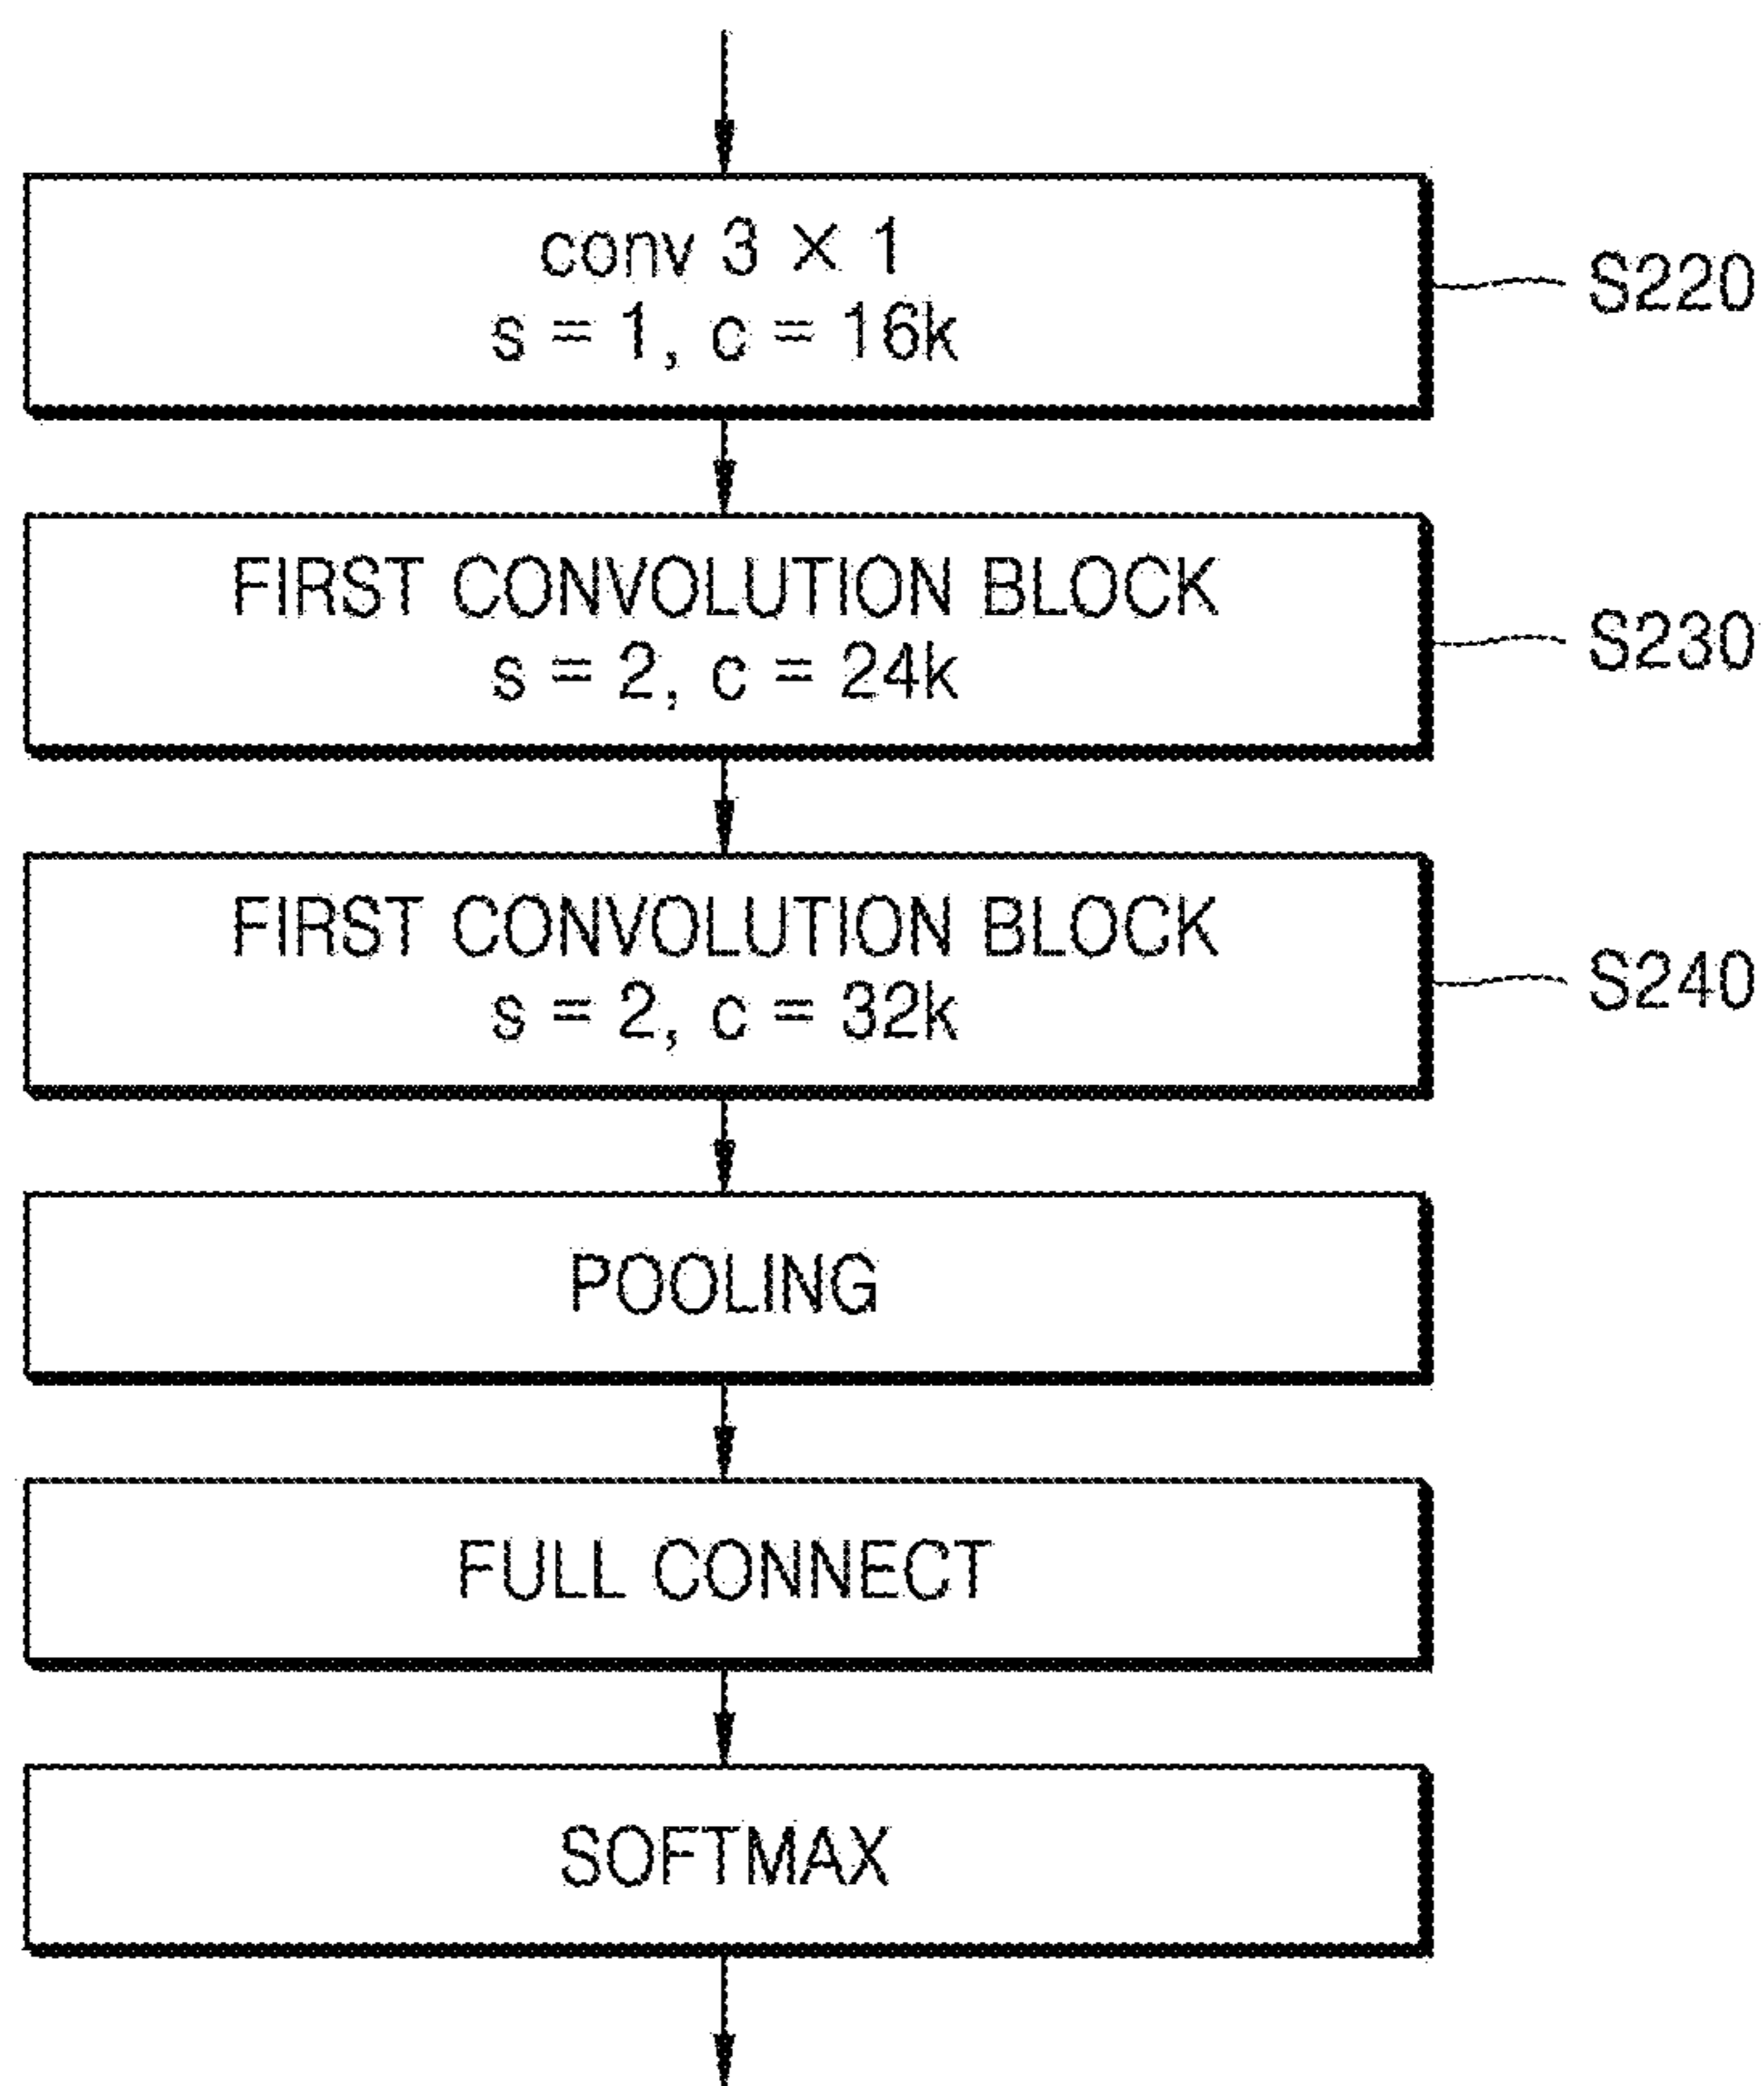 conv 3 × 1
s = 1, c = 16k
S220
FIRST CONVOLUTION BLOCK
s = 2, c = 24k
S230
FIRST CONVOLUTION BLOCK
s = 2, c = 32k
S240
POOLING
FULL CONNECT
SOFTMAX